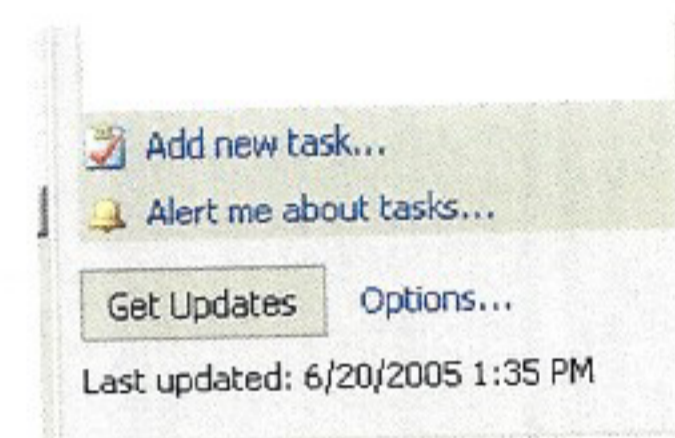 Add new task...
Alert me about tasks...
Get Updates Options...
Last updated: 6/20/2005 1:35 PM